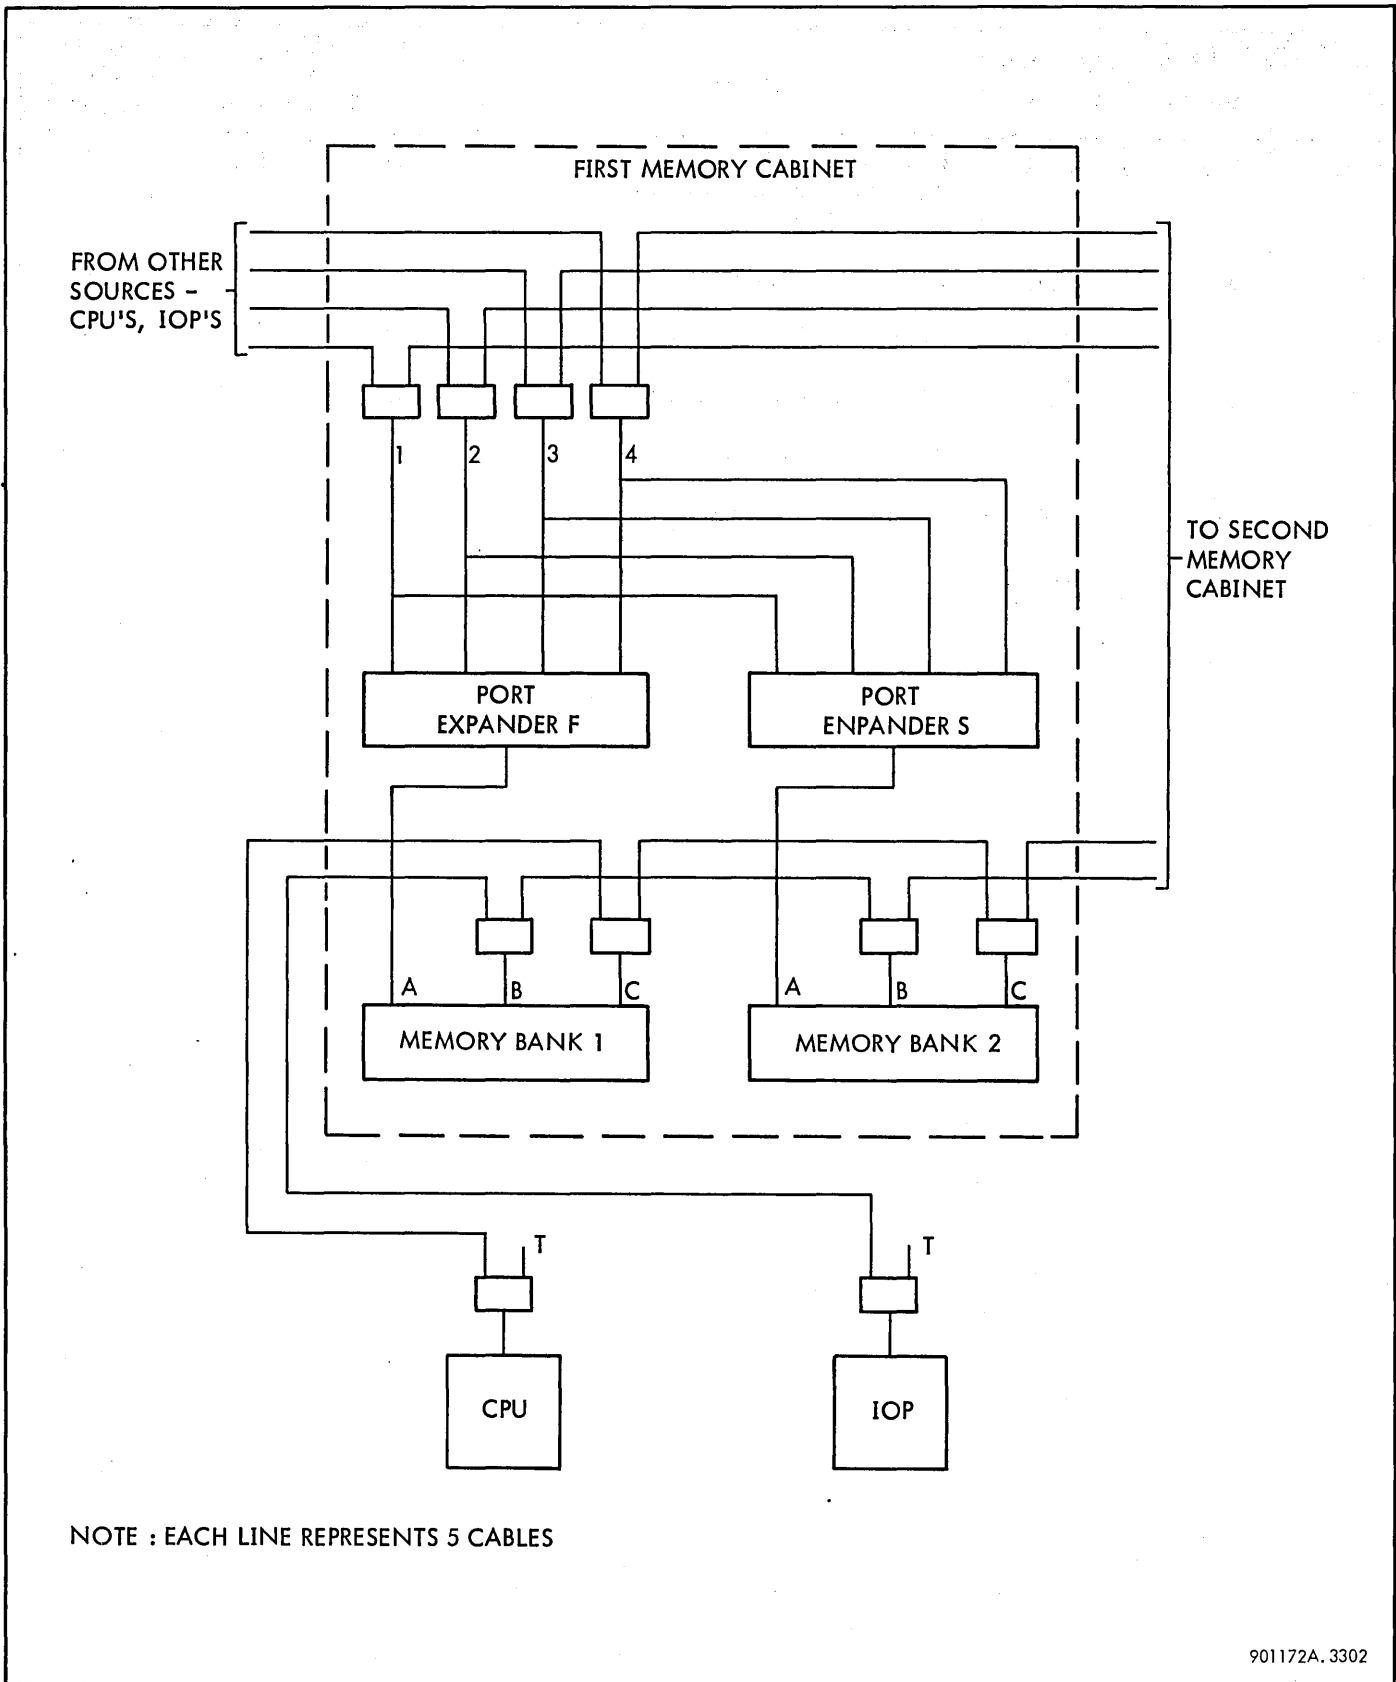 FIRST MEMORY CABINET
FROM OTHER
SOURCES -
CPU'S, IOP'S
1 2 3 4
TO SECOND
MEMORY
CABINET
PORT
EXPANDER F
PORT
ENPANDER S
A B C
A B C
MEMORY BANK 1
MEMORY BANK 2
T
T
CPU
IOP
NOTE : EACH LINE REPRESENTS 5 CABLES
901172A. 3302